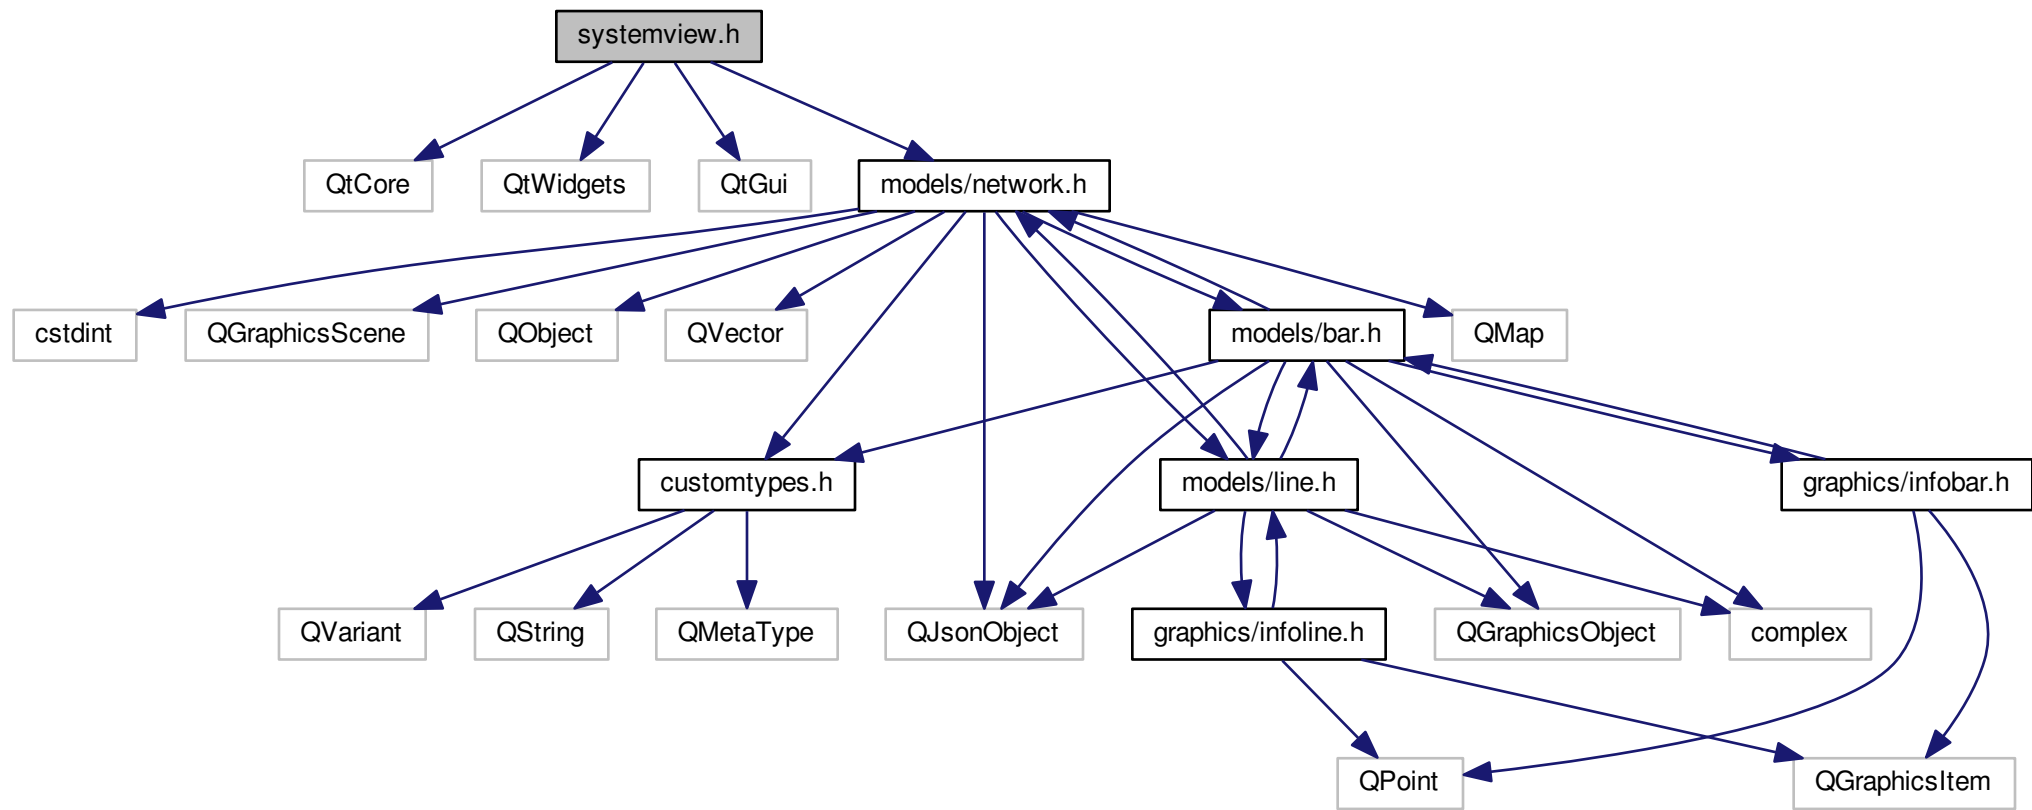 systemview.h
QtCore
QtWidgets
QtGui
models/network.h
cstdint
QGraphicsScene
QObject
QVector
models/bar.h
QMap
customtypes.h
models/line.h
graphics/infobar.h
QVariant
QString
QMetaType
QJsonObject
graphics/infoline.h
QGraphicsObject
complex
QPoint
QGraphicsItem